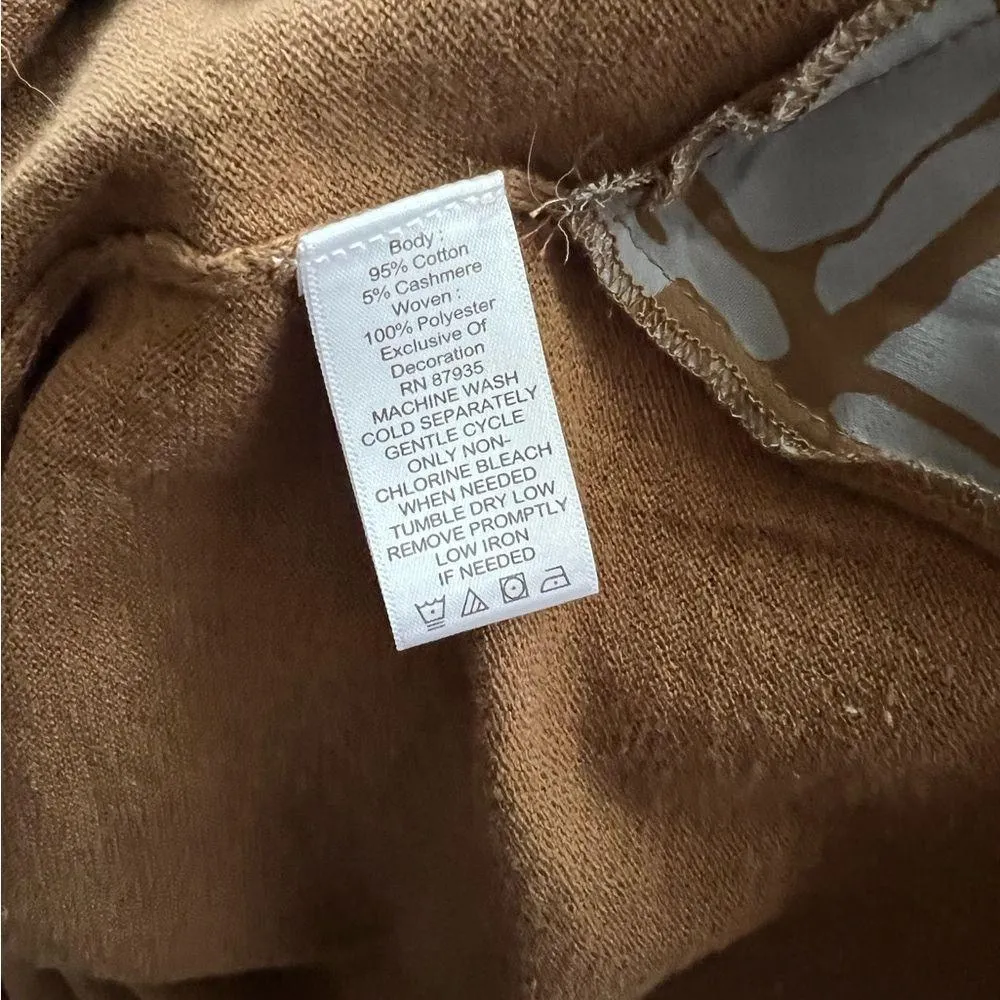 Body :
95% Cotton
5% Cashmere
Woven :
100% Polyester
Exclusive Of
Decoration
RN 87935
MACHINE WASH
COLD SEPARATELY
GENTLE CYCLE
ONLY NON-
CHLORINE BLEACH
WHEN NEEDED
TUMBLE DRY LOW
REMOVE PROMPTLY
LOW IRON
IF NEEDED